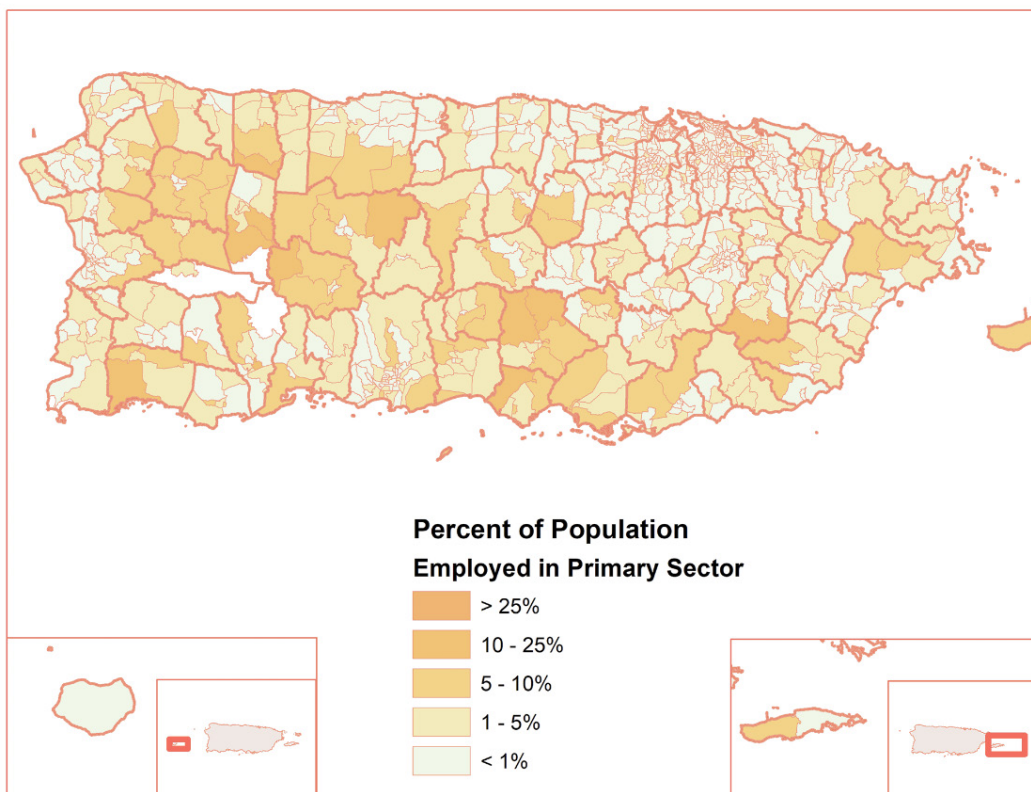 Percent of Population
Employed in Primary Sector
> 25%
10 - 25%
5 - 10%
1 - 5%
< 1%